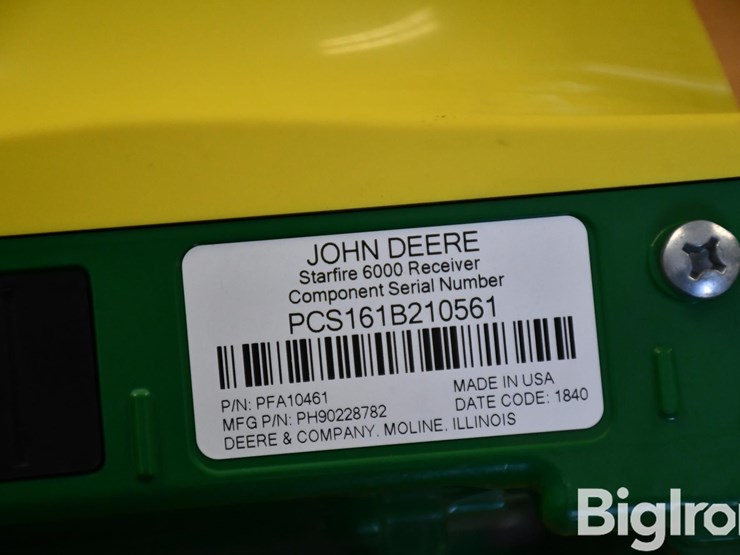 JOHN DEERE
Starfire 6000 Receiver
Component Serial Number
PCS161B210561
P/N: PFA10461
MADE IN USA
MFG P/N: PH90228782
DATE CODE: 1840
DEERE & COMPANY, MOLINE, ILLINOIS
BigIron